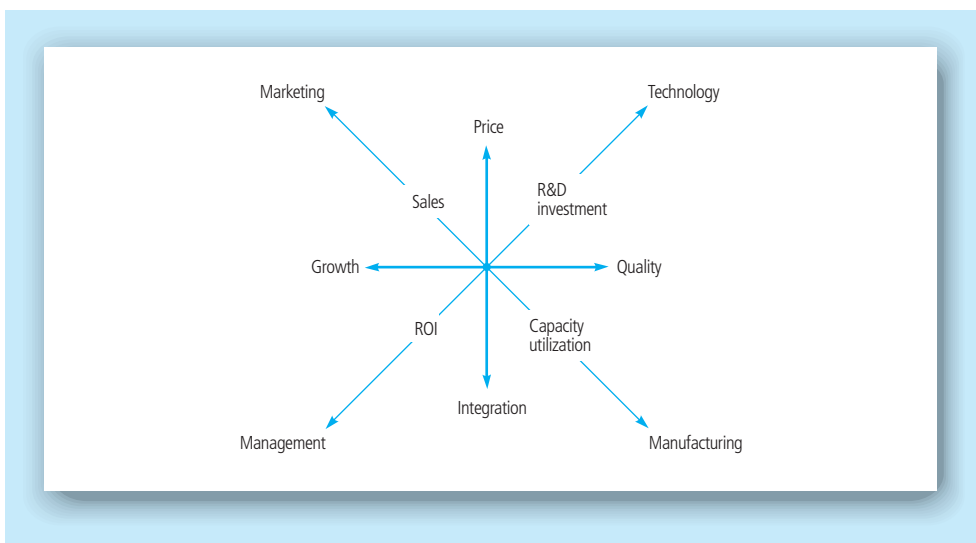 Marketing
Technology
Price
Sales
R&D
investment
Growth
Quality
ROI
Capacity
utilization
Integration
Management
Manufacturing